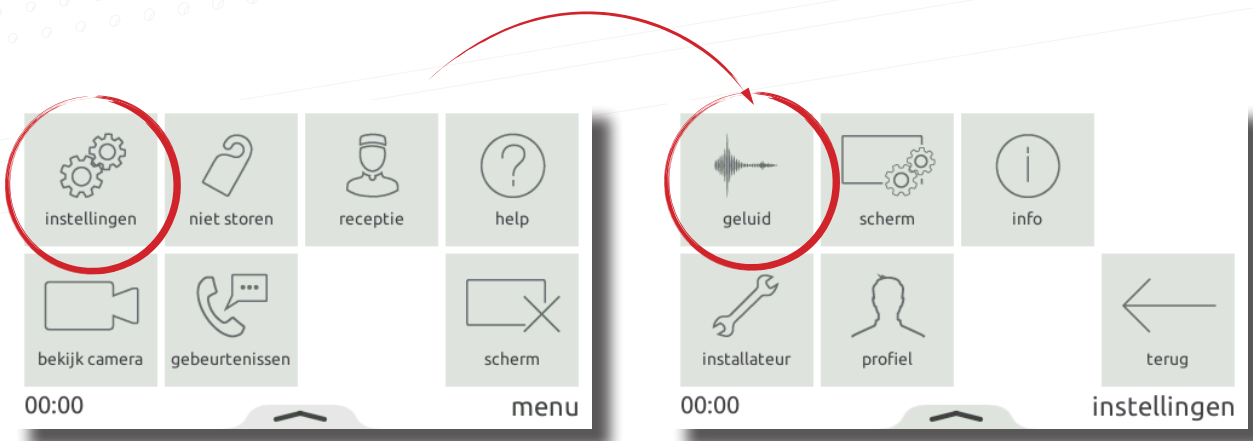 instellingen
niet storen
receptie
help
bekijk camera
gebeurtenissen
scherm
00:00
menu
geluid
scherm
info
installateur
profiel
terug
00:00
instellingen